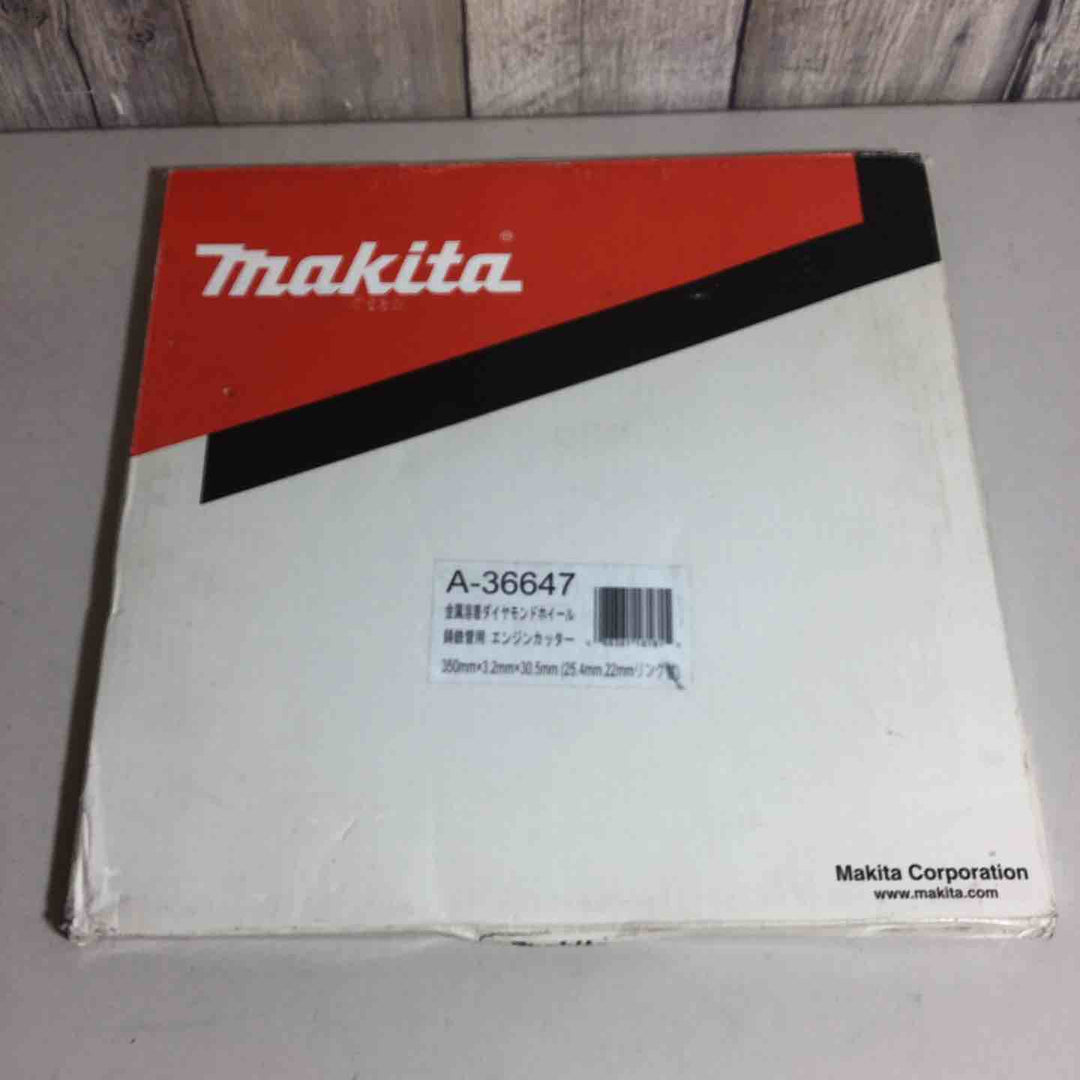 makita®
A-36647
金属溶着ダイヤモンドホイール
鋳鉄管用 エンジンカッター
350mm×3.2mm×30.5mm (25.4mm,22mmリング
Makita Corporation
www.makita.com